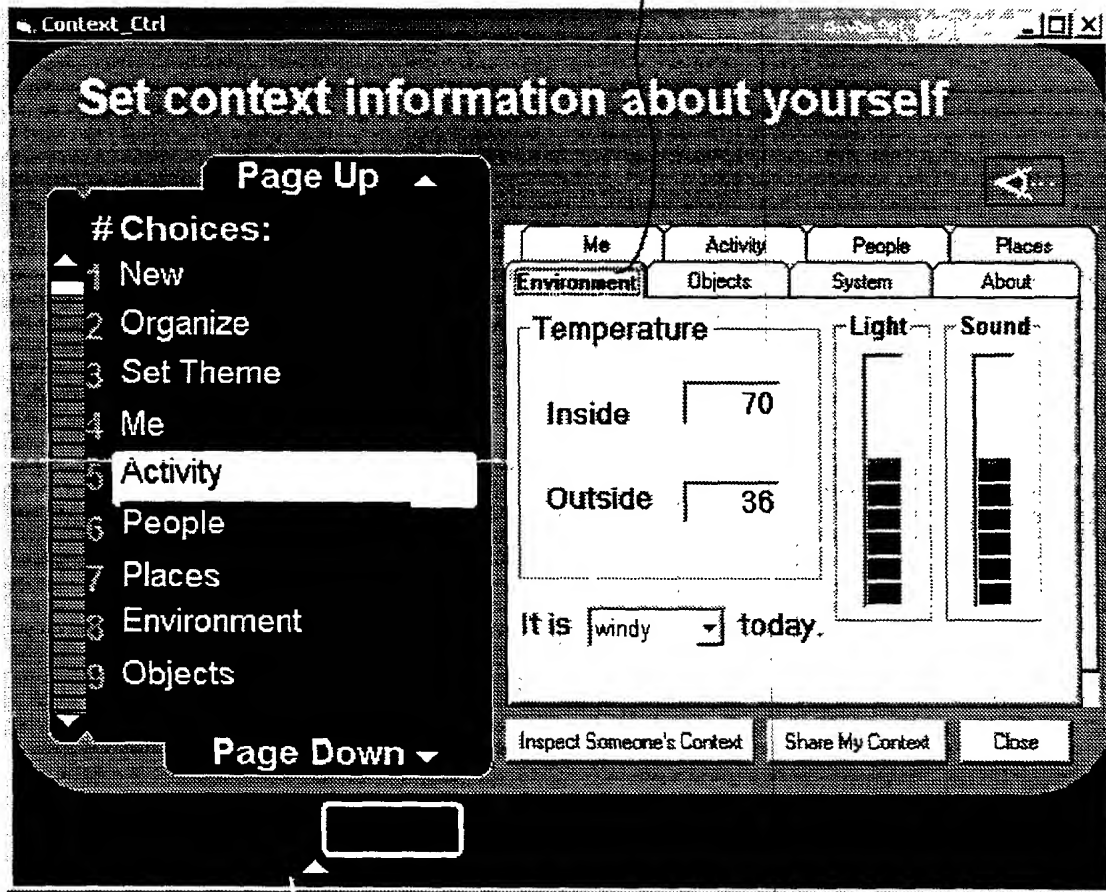 Context_Ctrl
Set context information about yourself
Page Up
# Choices:
1 New
2 Organize
3 Set Theme
4 Me
5 Activity
6 People
7 Places
8 Environment
9 Objects
Page Down
Me Activity People Places
Environment Objects System About
Temperature
Inside 70
Outside 36
Light
Sound
It is windy today.
Inspect Someone's Context Share My Context Close